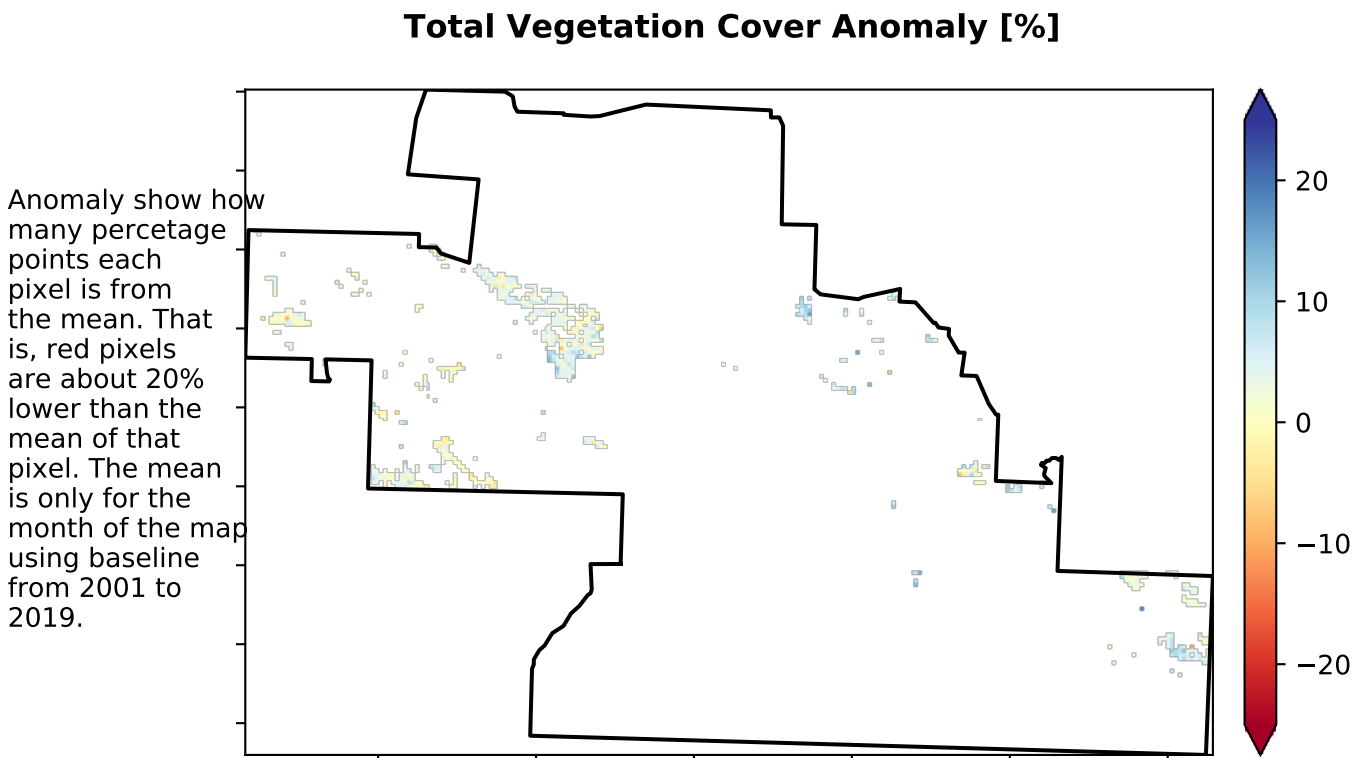 Total Vegetation Cover Anomaly [%]
Anomaly show how
many percetage
points each
pixel is from
the mean. That
is, red pixels
are about 20%
lower than the
mean of that
pixel. The mean
is only for the
month of the map
using baseline
from 2001 to
2019.
20
10
0
−10
−20